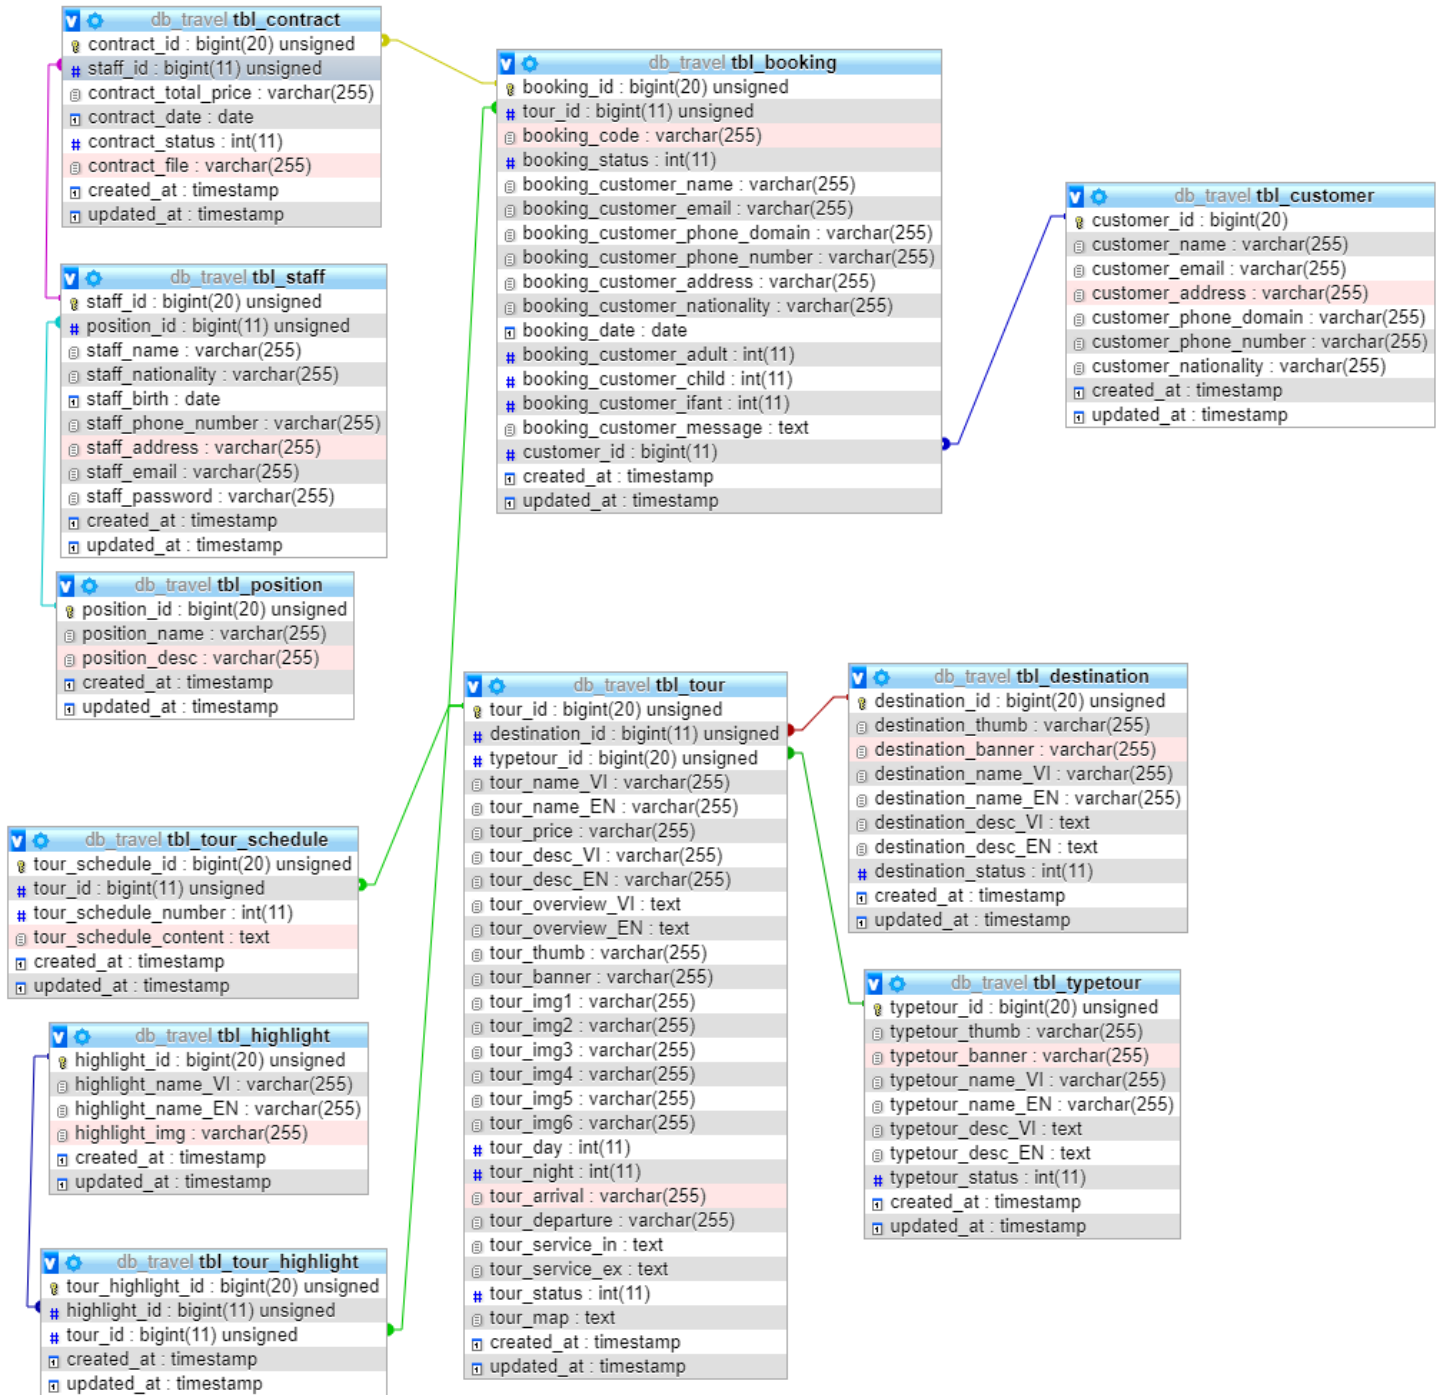 db_travel tbl_contract
contract_id : bigint(20) unsigned
staff_id : bigint(11) unsigned
contract_total_price : varchar(255)
contract_date : date
contract_status : int(11)
contract_file : varchar(255)
created_at : timestamp
updated_at : timestamp
db_travel tbl_booking
booking_id : bigint(20) unsigned
tour_id : bigint(11) unsigned
booking_code : varchar(255)
booking_status : int(11)
booking_customer_name : varchar(255)
booking_customer_email : varchar(255)
booking_customer_phone_domain : varchar(255)
booking_customer_phone_number : varchar(255)
booking_customer_address : varchar(255)
booking_customer_nationality : varchar(255)
booking_date : date
booking_customer_adult : int(11)
booking_customer_child : int(11)
booking_customer_ifant : int(11)
booking_customer_message : text
customer_id : bigint(11)
created_at : timestamp
updated_at : timestamp
db_travel tbl_customer
customer_id : bigint(20)
customer_name : varchar(255)
customer_email : varchar(255)
customer_address : varchar(255)
customer_phone_domain : varchar(255)
customer_phone_number : varchar(255)
customer_nationality : varchar(255)
created_at : timestamp
updated_at : timestamp
db_travel tbl_staff
staff_id : bigint(20) unsigned
position_id : bigint(11) unsigned
staff_name : varchar(255)
staff_nationality : varchar(255)
staff_birth : date
staff_phone_number : varchar(255)
staff_address : varchar(255)
staff_email : varchar(255)
staff_password : varchar(255)
created_at : timestamp
updated_at : timestamp
db_travel tbl_position
position_id : bigint(20) unsigned
position_name : varchar(255)
position_desc : varchar(255)
created_at : timestamp
updated_at : timestamp
db_travel tbl_tour
tour_id : bigint(20) unsigned
destination_id : bigint(11) unsigned
typetour_id : bigint(20) unsigned
tour_name_VI : varchar(255)
tour_name_EN : varchar(255)
tour_price : varchar(255)
tour_desc_VI : varchar(255)
tour_desc_EN : varchar(255)
tour_overview_VI : text
tour_overview_EN : text
tour_thumb : varchar(255)
tour_banner : varchar(255)
tour_img1 : varchar(255)
tour_img2 : varchar(255)
tour_img3 : varchar(255)
tour_img4 : varchar(255)
tour_img5 : varchar(255)
tour_img6 : varchar(255)
tour_day : int(11)
tour_night : int(11)
tour_arrival : varchar(255)
tour_departure : varchar(255)
tour_service_in : text
tour_service_ex : text
tour_status : int(11)
tour_map : text
created_at : timestamp
updated_at : timestamp
db_travel tbl_destination
destination_id : bigint(20) unsigned
destination_thumb : varchar(255)
destination_banner : varchar(255)
destination_name_VI : varchar(255)
destination_name_EN : varchar(255)
destination_desc_VI : text
destination_desc_EN : text
destination_status : int(11)
created_at : timestamp
updated_at : timestamp
db_travel tbl_typetour
typetour_id : bigint(20) unsigned
typetour_thumb : varchar(255)
typetour_banner : varchar(255)
typetour_name_VI : varchar(255)
typetour_name_EN : varchar(255)
typetour_desc_VI : text
typetour_desc_EN : text
typetour_status : int(11)
created_at : timestamp
updated_at : timestamp
db_travel tbl_tour_schedule
tour_schedule_id : bigint(20) unsigned
tour_id : bigint(11) unsigned
tour_schedule_number : int(11)
tour_schedule_content : text
created_at : timestamp
updated_at : timestamp
db_travel tbl_highlight
highlight_id : bigint(20) unsigned
highlight_name_VI : varchar(255)
highlight_name_EN : varchar(255)
highlight_img : varchar(255)
created_at : timestamp
updated_at : timestamp
db_travel tbl_tour_highlight
tour_highlight_id : bigint(20) unsigned
highlight_id : bigint(11) unsigned
tour_id : bigint(11) unsigned
created_at : timestamp
updated_at : timestamp